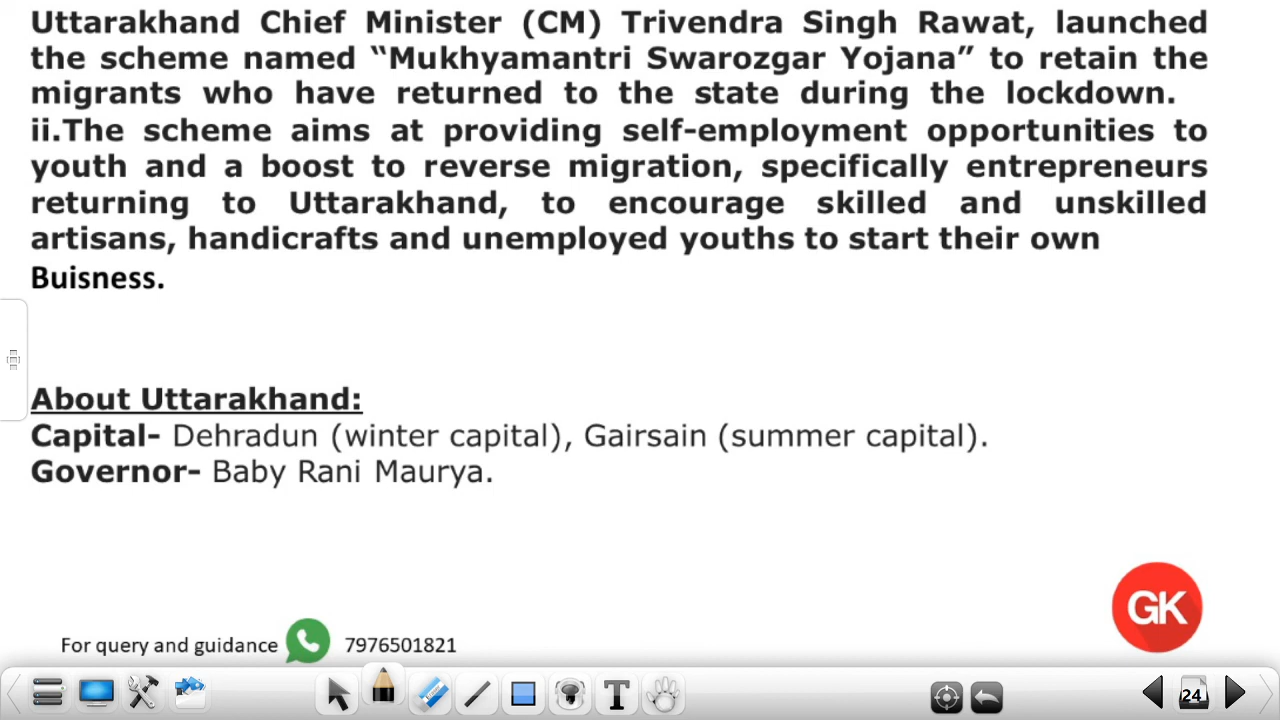 Uttarakhand Chief Minister (CM) Trivendra Singh Rawat, launched
the scheme named “Mukhyamantri Swarozgar Yojana” to retain the
migrants who have returned to the state during the lockdown.
ii.The scheme aims at providing self-employment opportunities to
youth and a boost to reverse migration, specifically entrepreneurs
returning to Uttarakhand, to encourage skilled and unskilled
artisans, handicrafts and unemployed youths to start their own
Buisness.
About Uttarakhand:
Capital- Dehradun (winter capital), Gairsain (summer capital).
Governor- Baby Rani Maurya.
GK
For query and guidance 7976501821
T
24